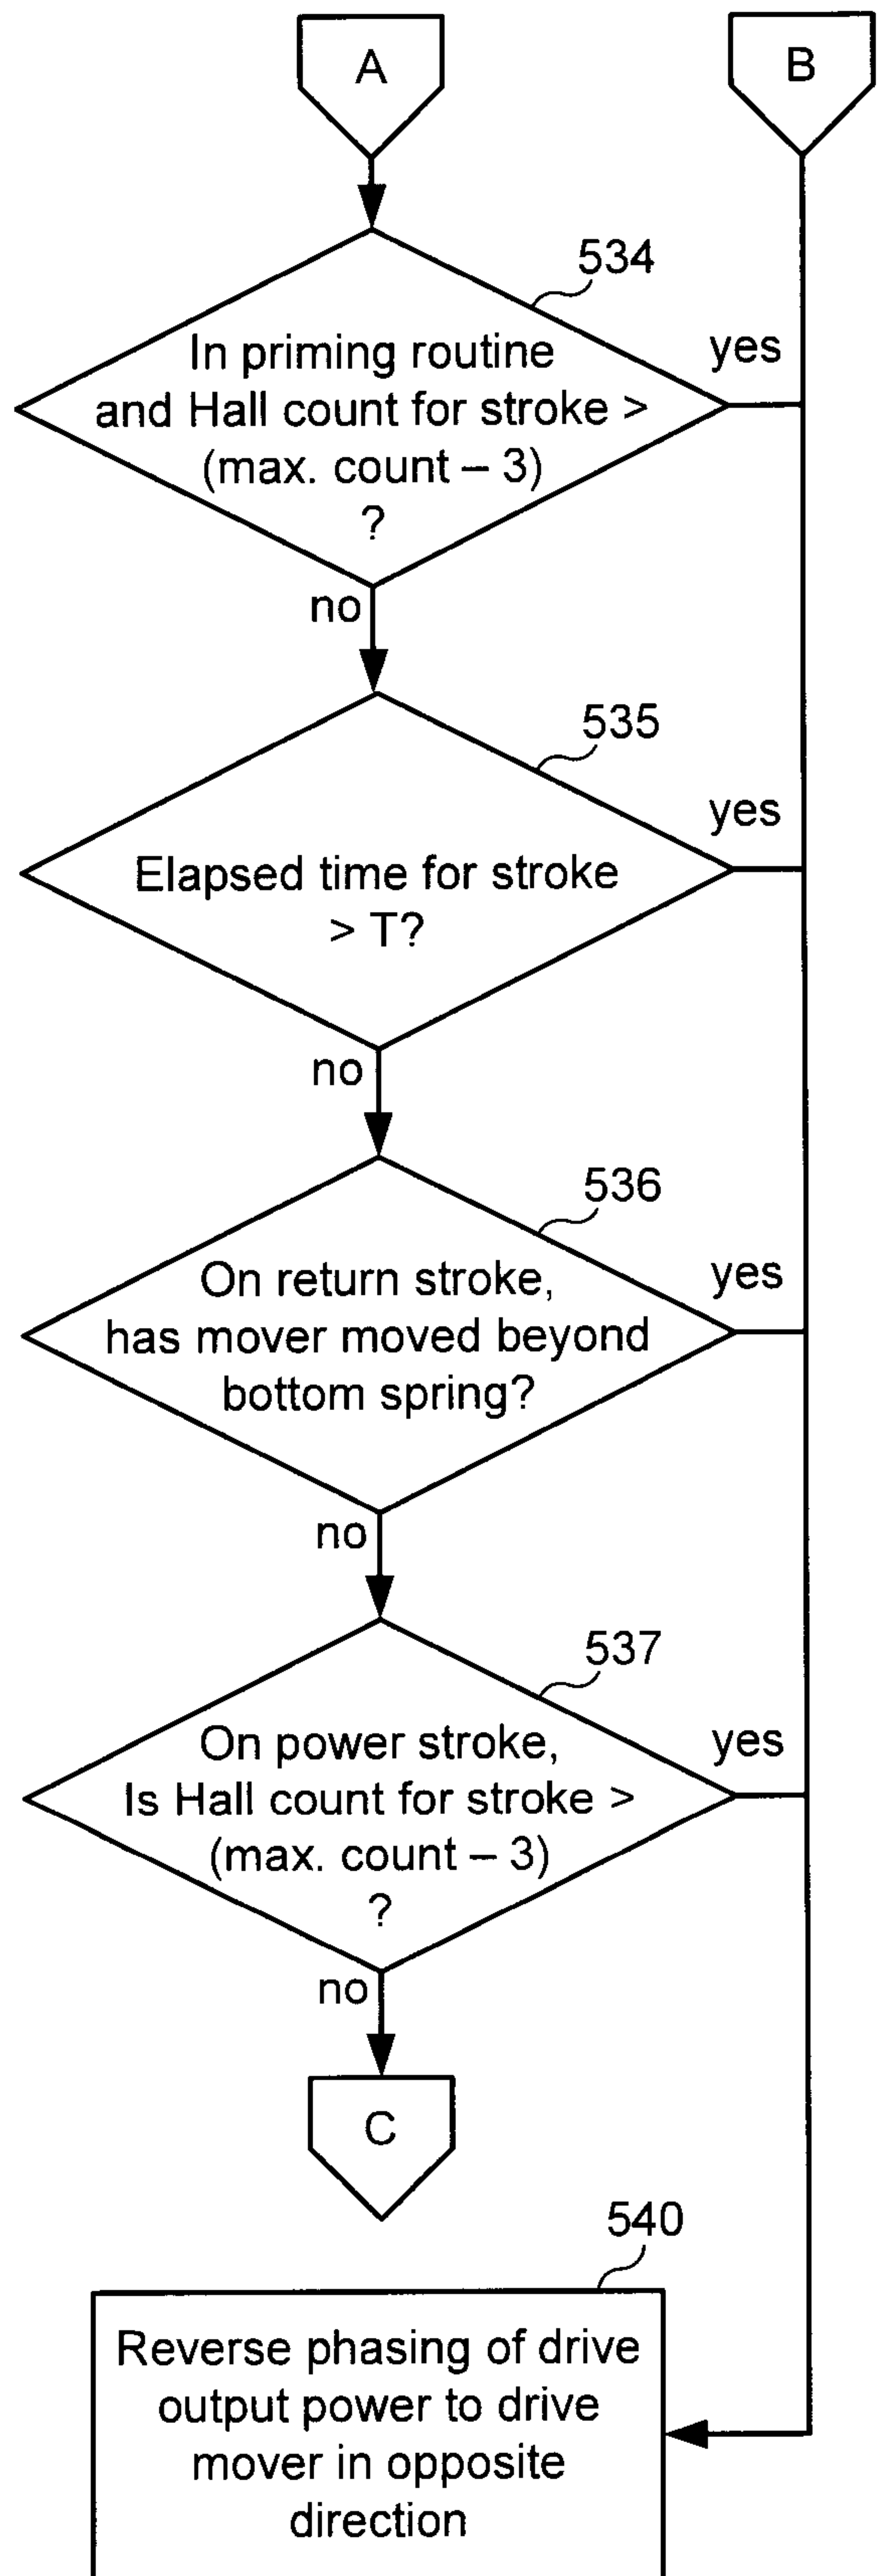 A
B
534
In priming routine
and Hall count for stroke >
(max. count – 3)
?
yes
no
535
Elapsed time for stroke
> T?
yes
no
536
On return stroke,
has mover moved beyond
bottom spring?
yes
no
537
On power stroke,
Is Hall count for stroke >
(max. count – 3)
?
yes
no
C
540
Reverse phasing of drive
output power to drive
mover in opposite
direction